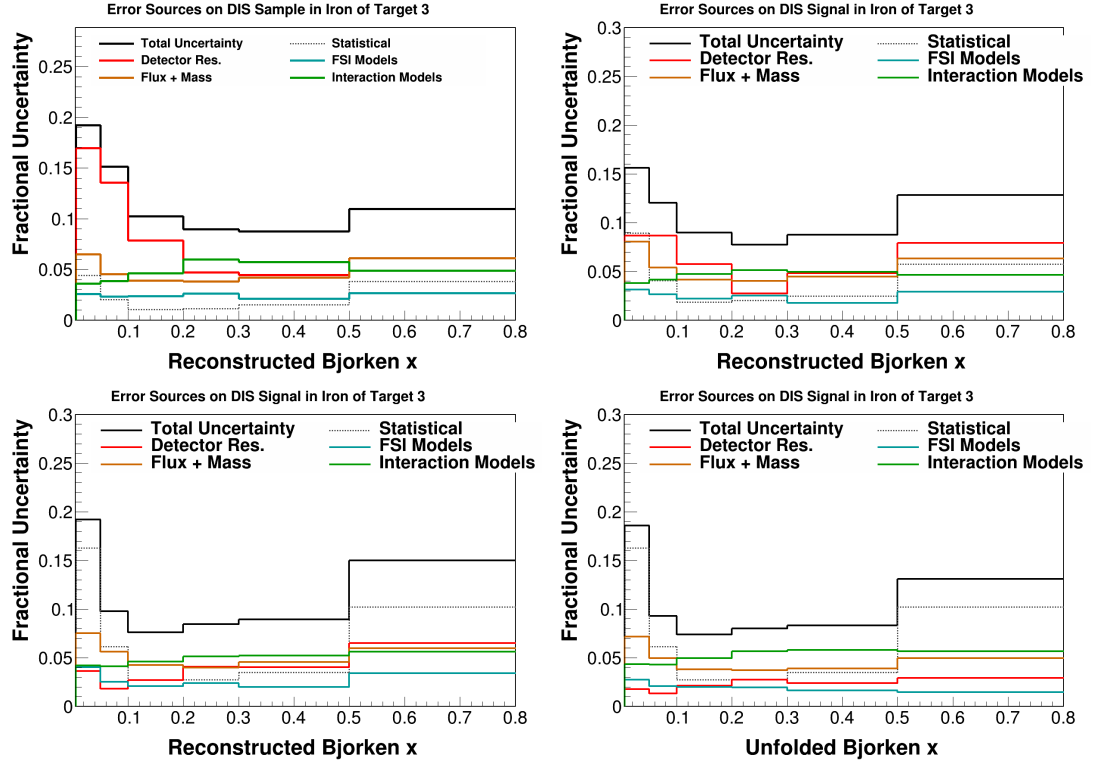 Error Sources on DIS Sample in Iron of Target 3
Fractional Uncertainty
Total Uncertainty Statistical
Detector Res. FSI Models
Flux + Mass Interaction Models
0.25
0.2
0.15
0.1
0.05
0
0.1 0.2 0.3 0.4 0.5 0.6 0.7 0.8
Reconstructed Bjorken x
Error Sources on DIS Signal in Iron of Target 3
Fractional Uncertainty
Total Uncertainty Statistical
Detector Res. FSI Models
Flux + Mass Interaction Models
0.3
0.25
0.2
0.15
0.1
0.05
0
0.1 0.2 0.3 0.4 0.5 0.6 0.7 0.8
Reconstructed Bjorken x
Error Sources on DIS Signal in Iron of Target 3
Fractional Uncertainty
Total Uncertainty Statistical
Detector Res. FSI Models
Flux + Mass Interaction Models
0.3
0.25
0.2
0.15
0.1
0.05
0
0.1 0.2 0.3 0.4 0.5 0.6 0.7 0.8
Reconstructed Bjorken x
Error Sources on DIS Signal in Iron of Target 3
Fractional Uncertainty
Total Uncertainty Statistical
Detector Res. FSI Models
Flux + Mass Interaction Models
0.3
0.25
0.2
0.15
0.1
0.05
0
0.1 0.2 0.3 0.4 0.5 0.6 0.7 0.8
Unfolded Bjorken x